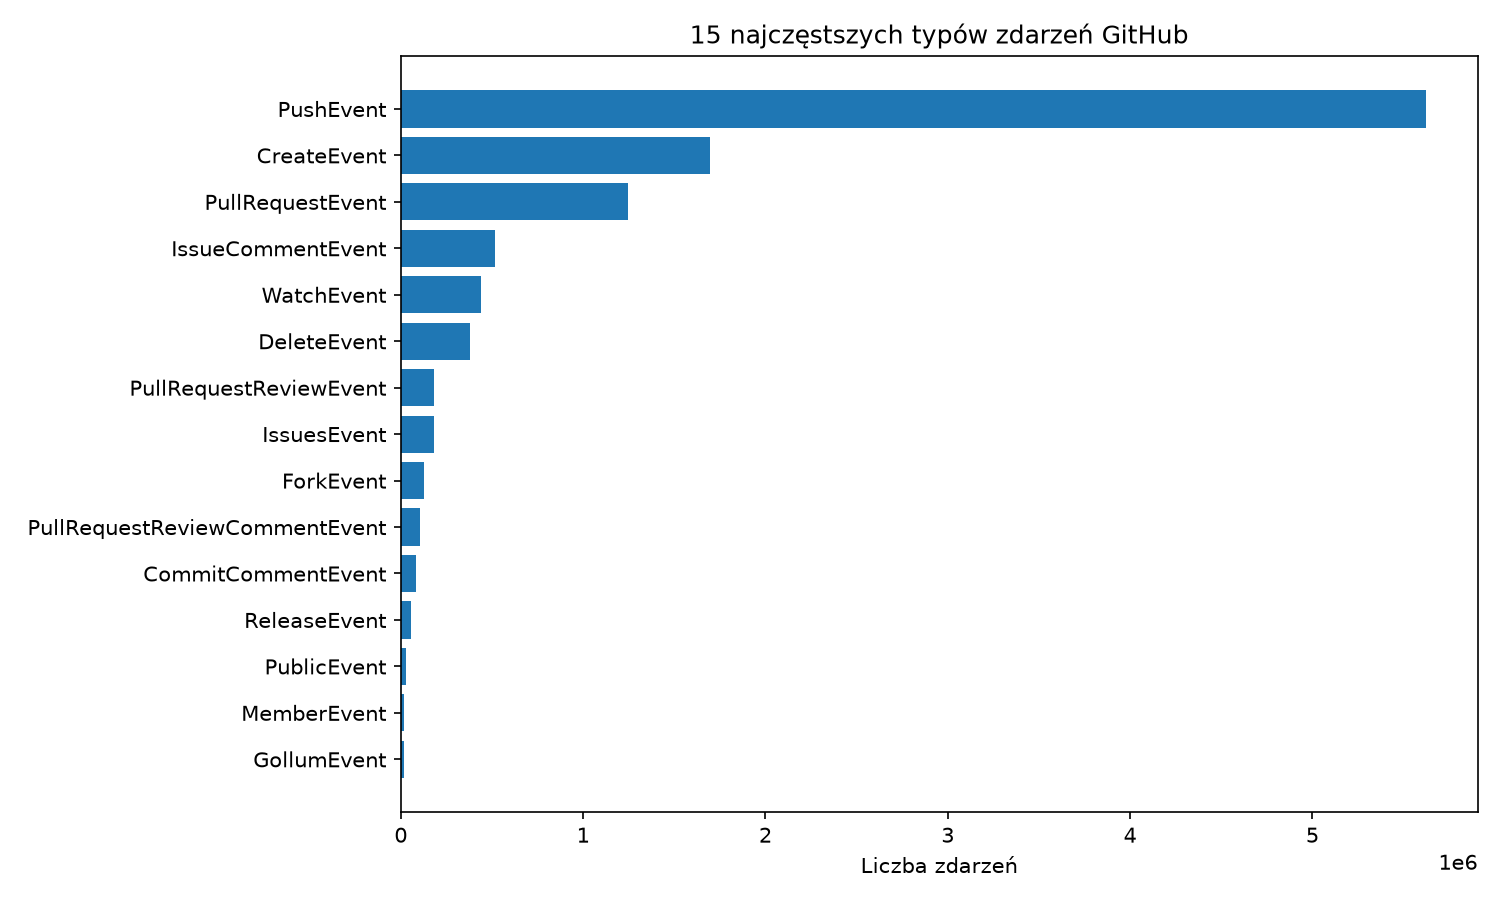 15 najczęstszych typów zdarzeń GitHub
PushEvent
CreateEvent
PullRequestEvent
IssueCommentEvent
WatchEvent
DeleteEvent
PullRequestReviewEvent
IssuesEvent
ForkEvent
PullRequestReviewCommentEvent
CommitCommentEvent
ReleaseEvent
PublicEvent
MemberEvent
GollumEvent
0 1 2 3 4 5
1e6
Liczba zdarzeń